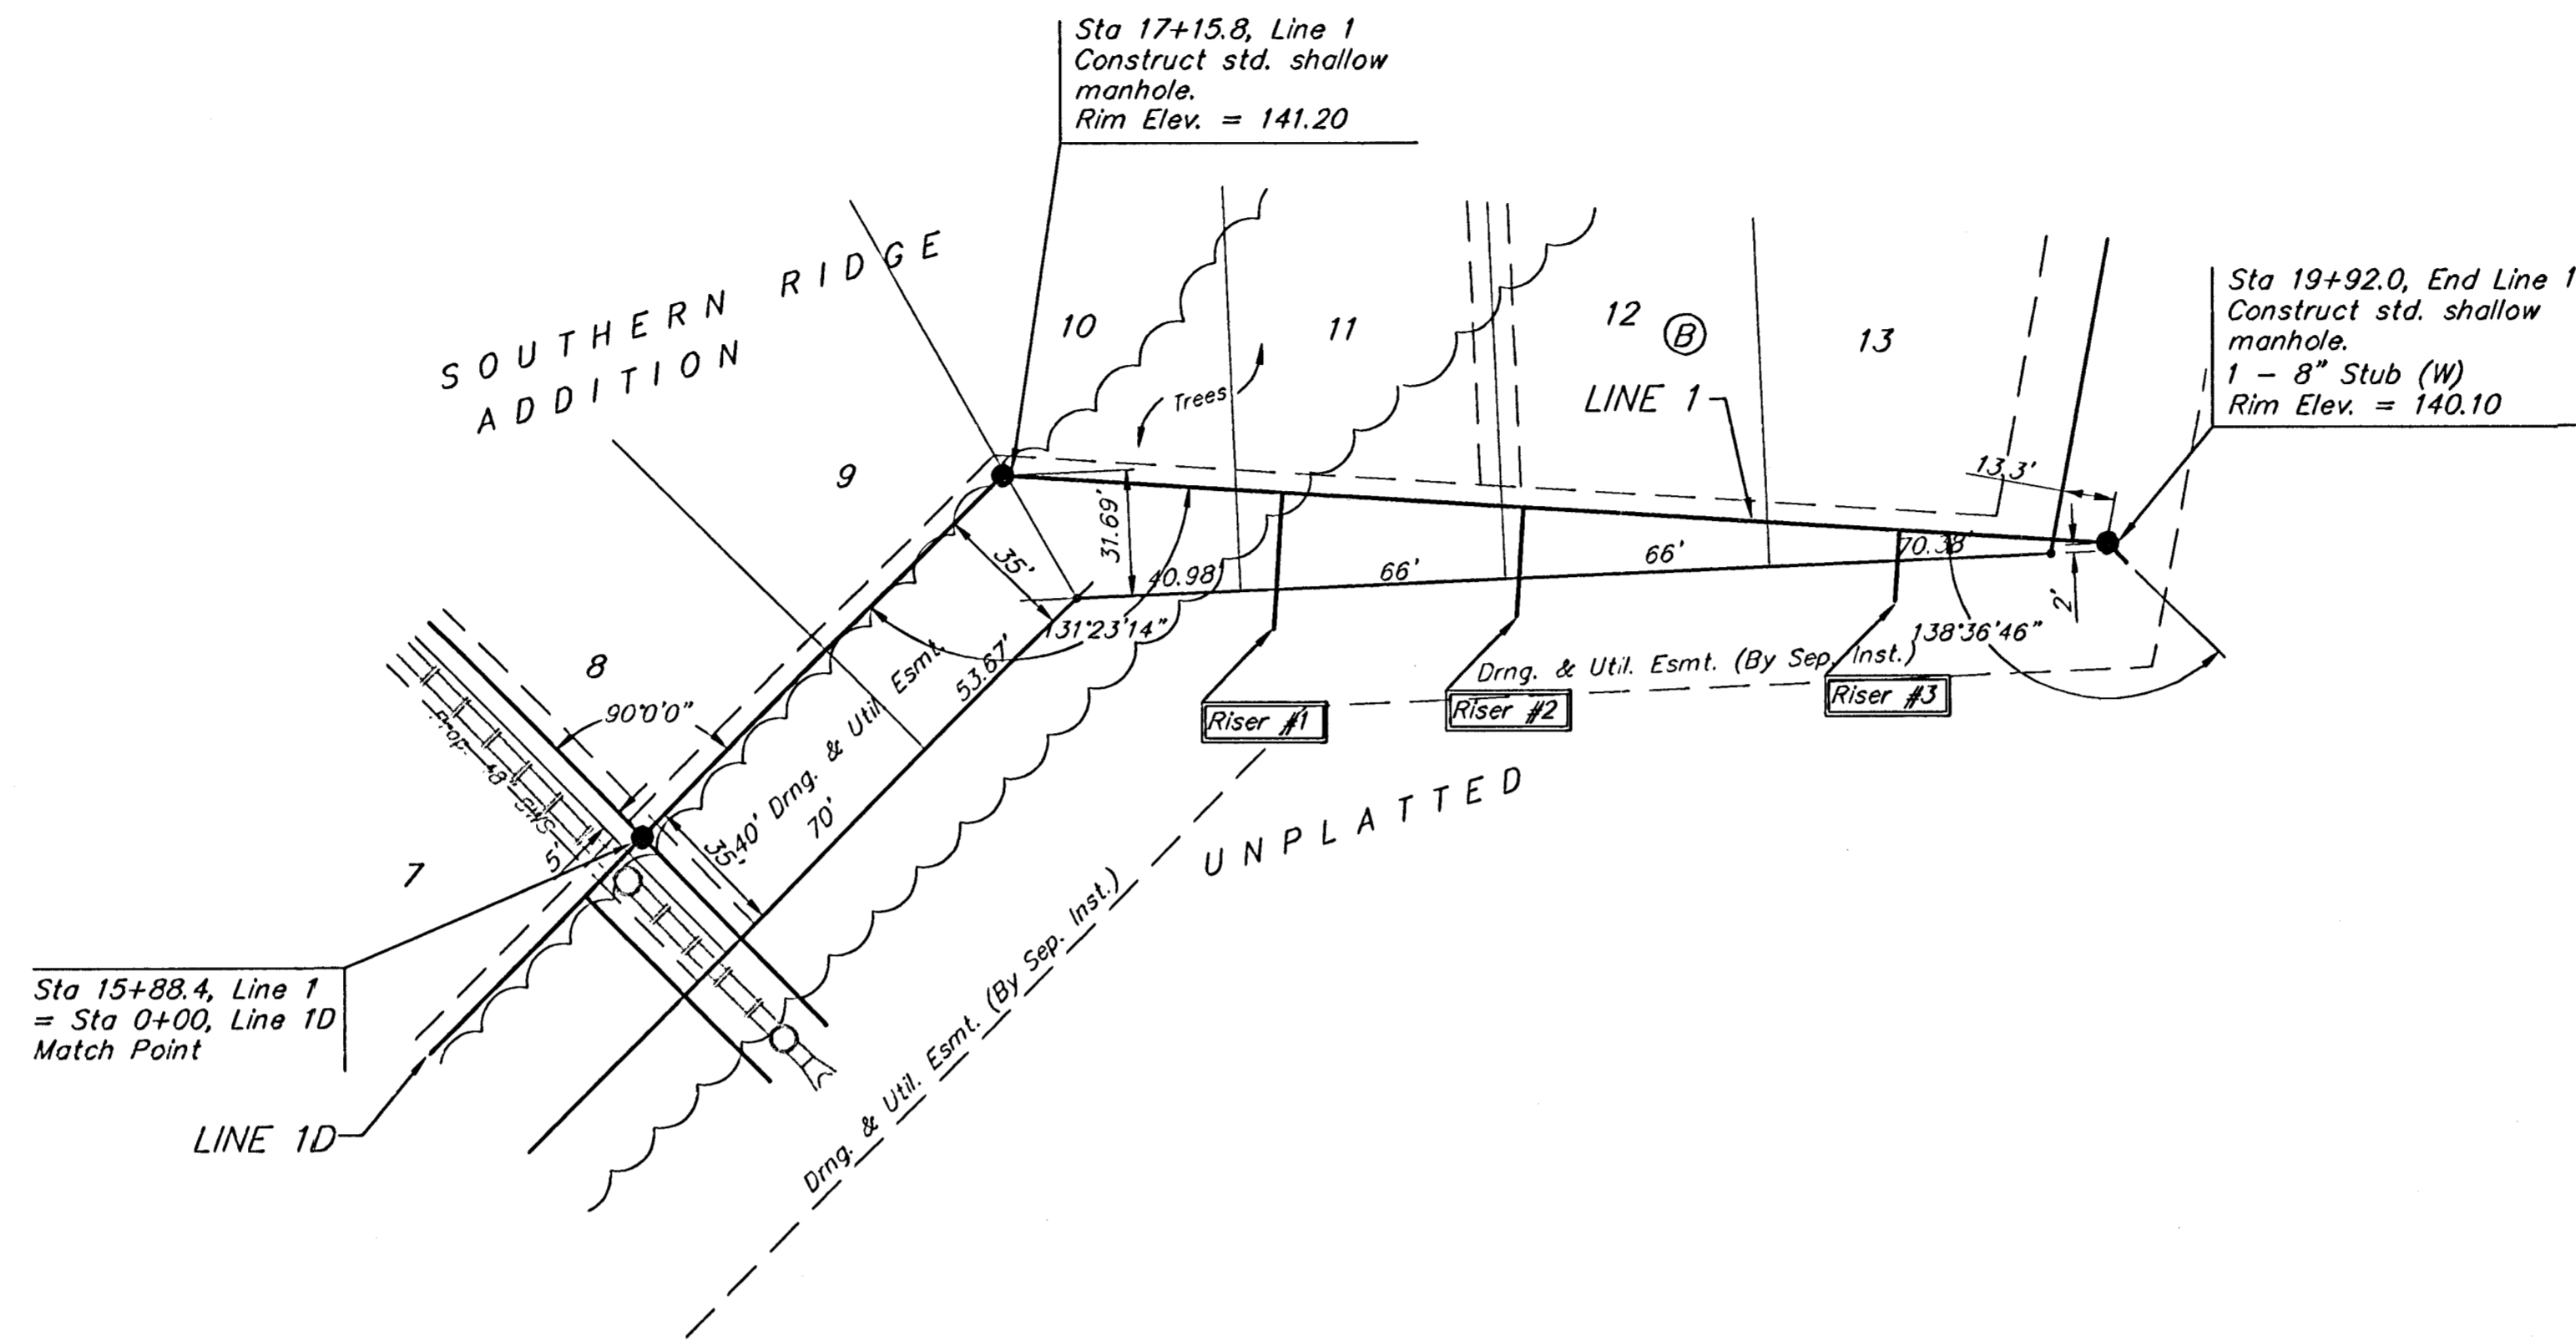 Sta 17+15.8, Line 1
Construct std. shallow
manhole.
Rim Elev. = 141.20
SOUTHERN RIDGE
ADDITION
10
11
12
B
13
LINE 1
Trees
9
8
7
Sta 19+92.0, End Line 1
Construct std. shallow
manhole.
1 - 8" Stub (W)
Rim Elev. = 140.10
13.3'
31.69'
35'
40.98'
66'
66'
70.38'
2'
131°23'14"
138°36'46"
53.67'
90°0'0"
Drng. & Util. Esmt. (By Sep. Inst.)
Riser #1
Riser #2
Riser #3
40' Drng. & Util. Esmt.
70'
35'
5'
Prop. 48" SWS
UNPLATTED
Drng. & Util. Esmt. (By Sep. Inst.)
Sta 15+88.4, Line 1
= Sta 0+00, Line 1D
Match Point
LINE 1D